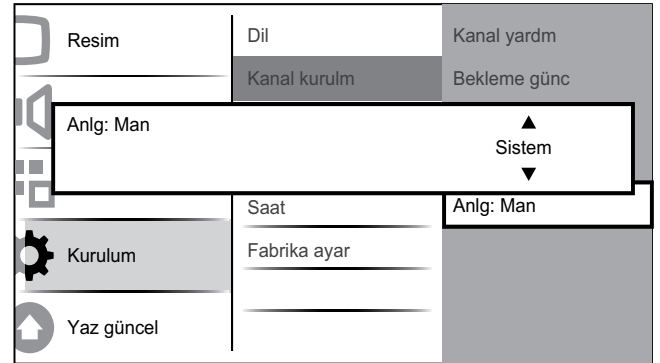 Resim
Dil
Kanal yardm
Kanal kurulm
Bekleme günc
Anlg: Man
Sistem
Saat
Anlg: Man
Kurulum
Fabrika ayar
Yaz güncel